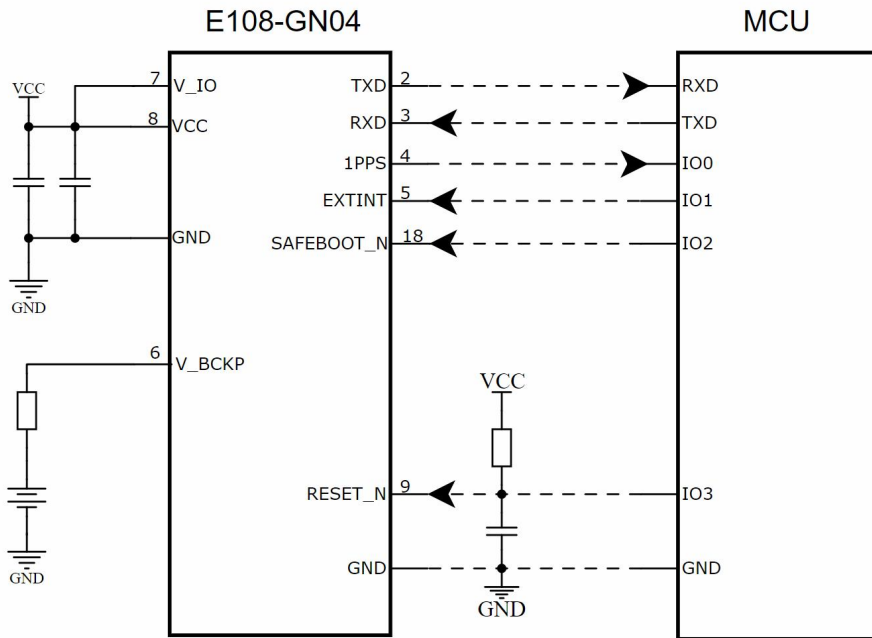 E108-GN04 MCU
VCC
7 V_IO TXD 2 RXD
8 VCC RXD 3 TXD
1PPS 4 IO0
EXTINT 5 IO1
GND SAFEBOOT_N 18 IO2
GND
6 V_BCKP
VCC
RESET_N 9 IO3
GND GND
GND
GND